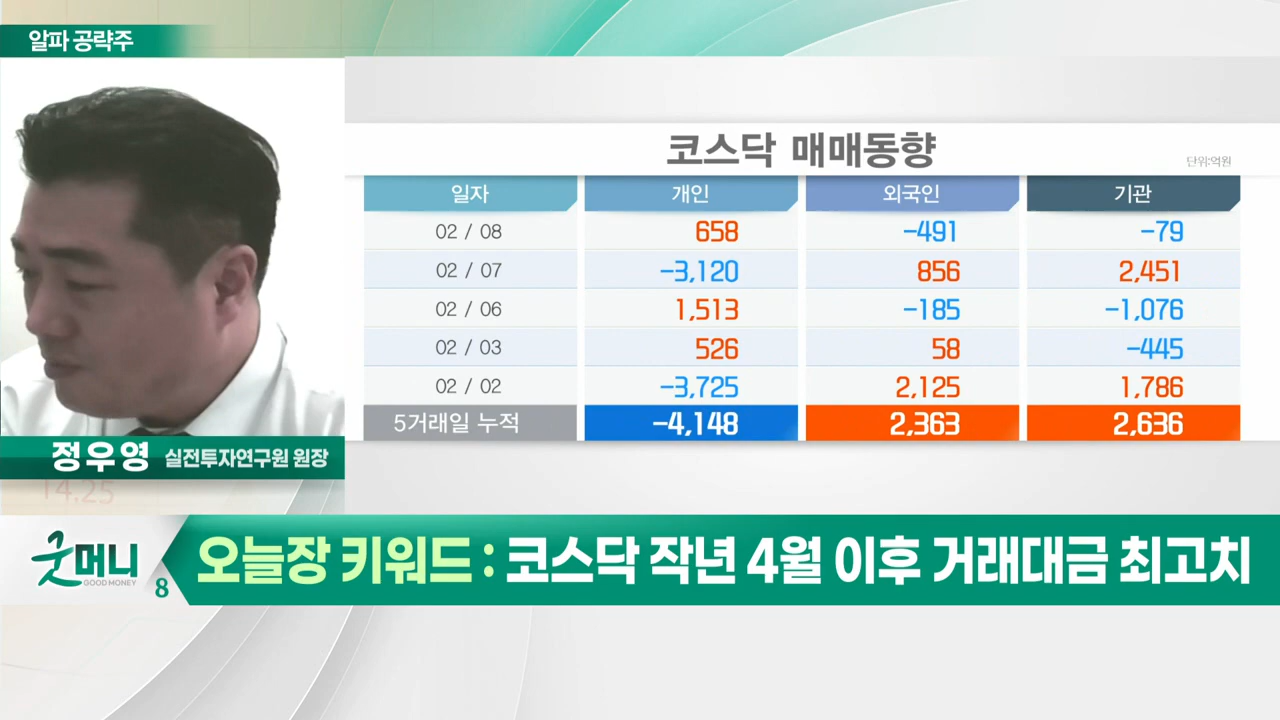 알파 공략주
코스닥 매매동향
단위:억원
일자 개인 외국인 기관
02 / 08 658 -491 -79
02 / 07 -3,120 856 2,451
02 / 06 1,513 -185 -1,076
02 / 03 526 58 -445
02 / 02 -3,725 2,125 1,786
5거래일 누적 -4,148 2,363 2,636
정우영 실전투자연구원 원장
14.25
굿머니
GOOD MONEY
8
오늘장 키워드 : 코스닥 작년 4월 이후 거래대금 최고치